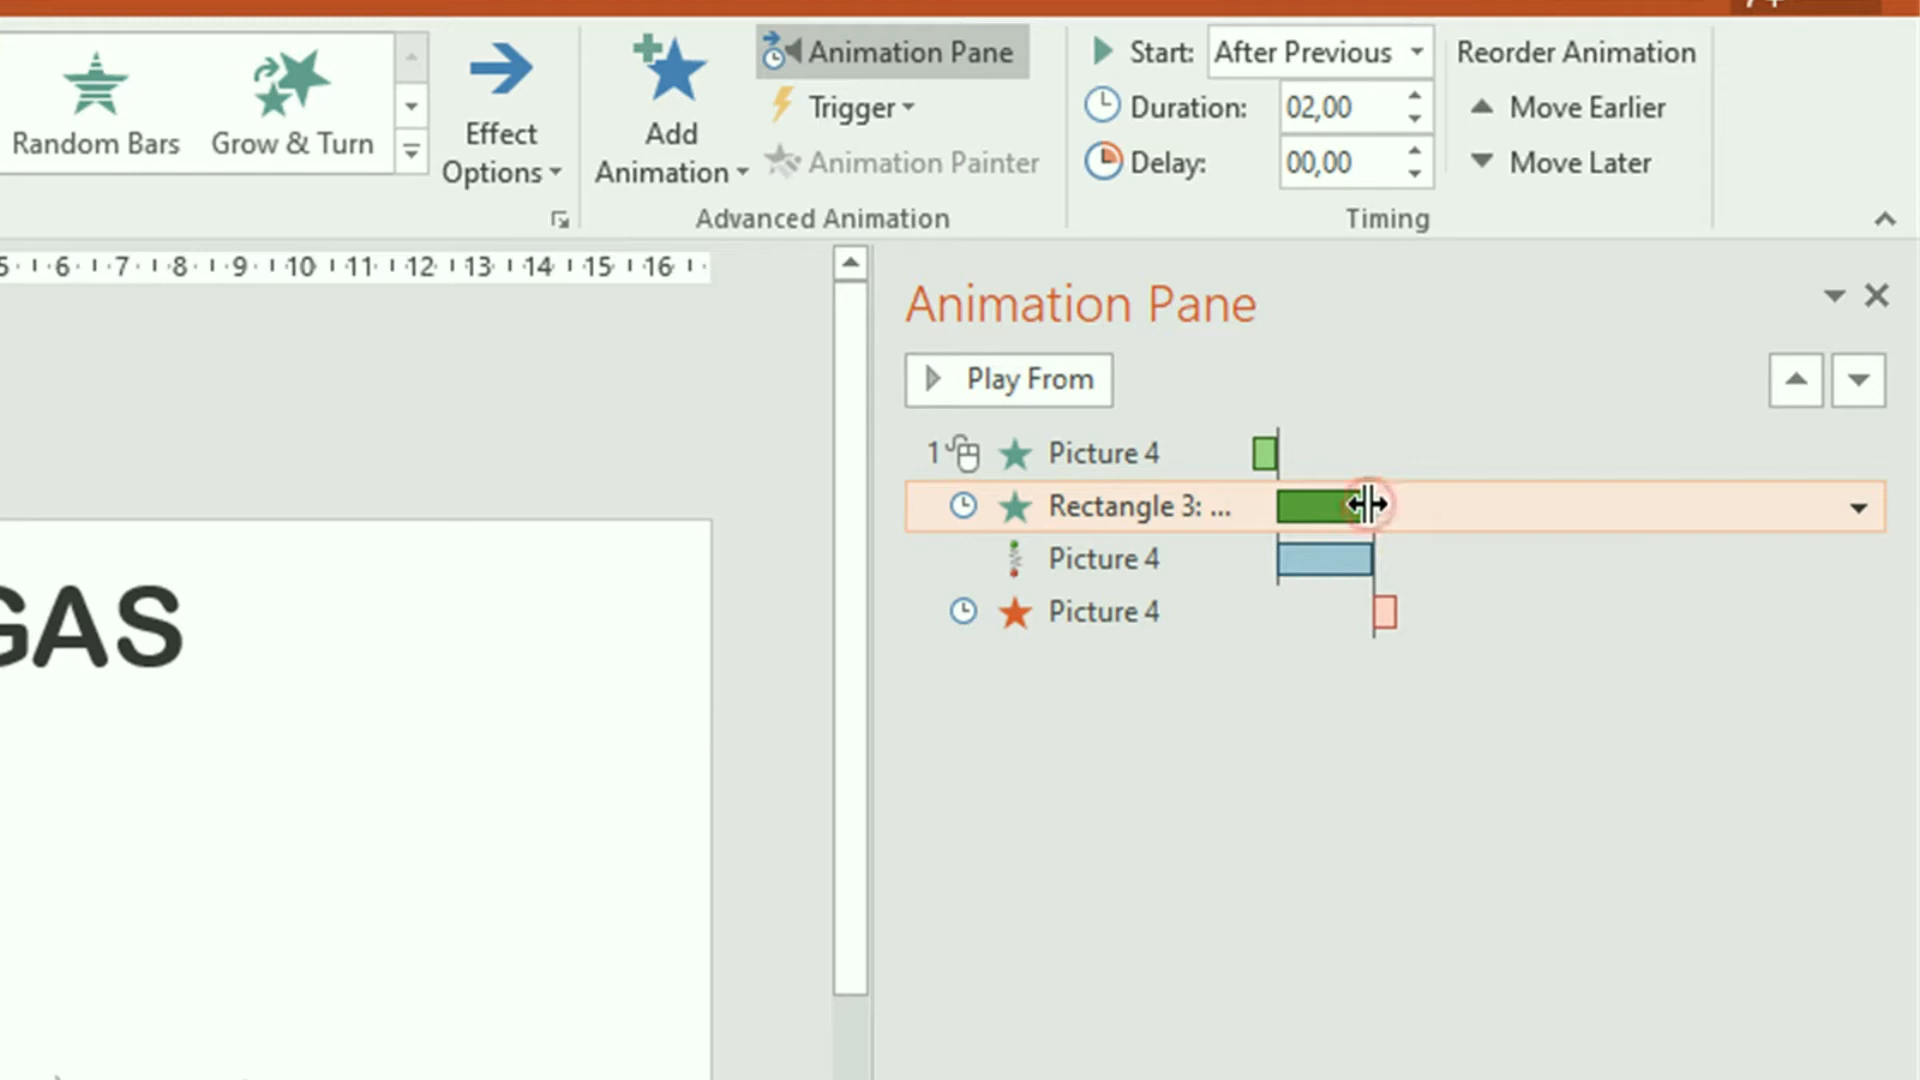 Random Bars
Grow & Turn
Effect
Options
Add
Animation
Animation Pane
Trigger
Animation Painter
Advanced Animation
Start: After Previous
Duration: 02,00
Delay: 00,00
Timing
Reorder Animation
Move Earlier
Move Later
5 6 7 8 9 10 11 12 13 14 15 16
Animation Pane
Play From
1 Picture 4
Rectangle 3: ...
Picture 4
Picture 4
GAS